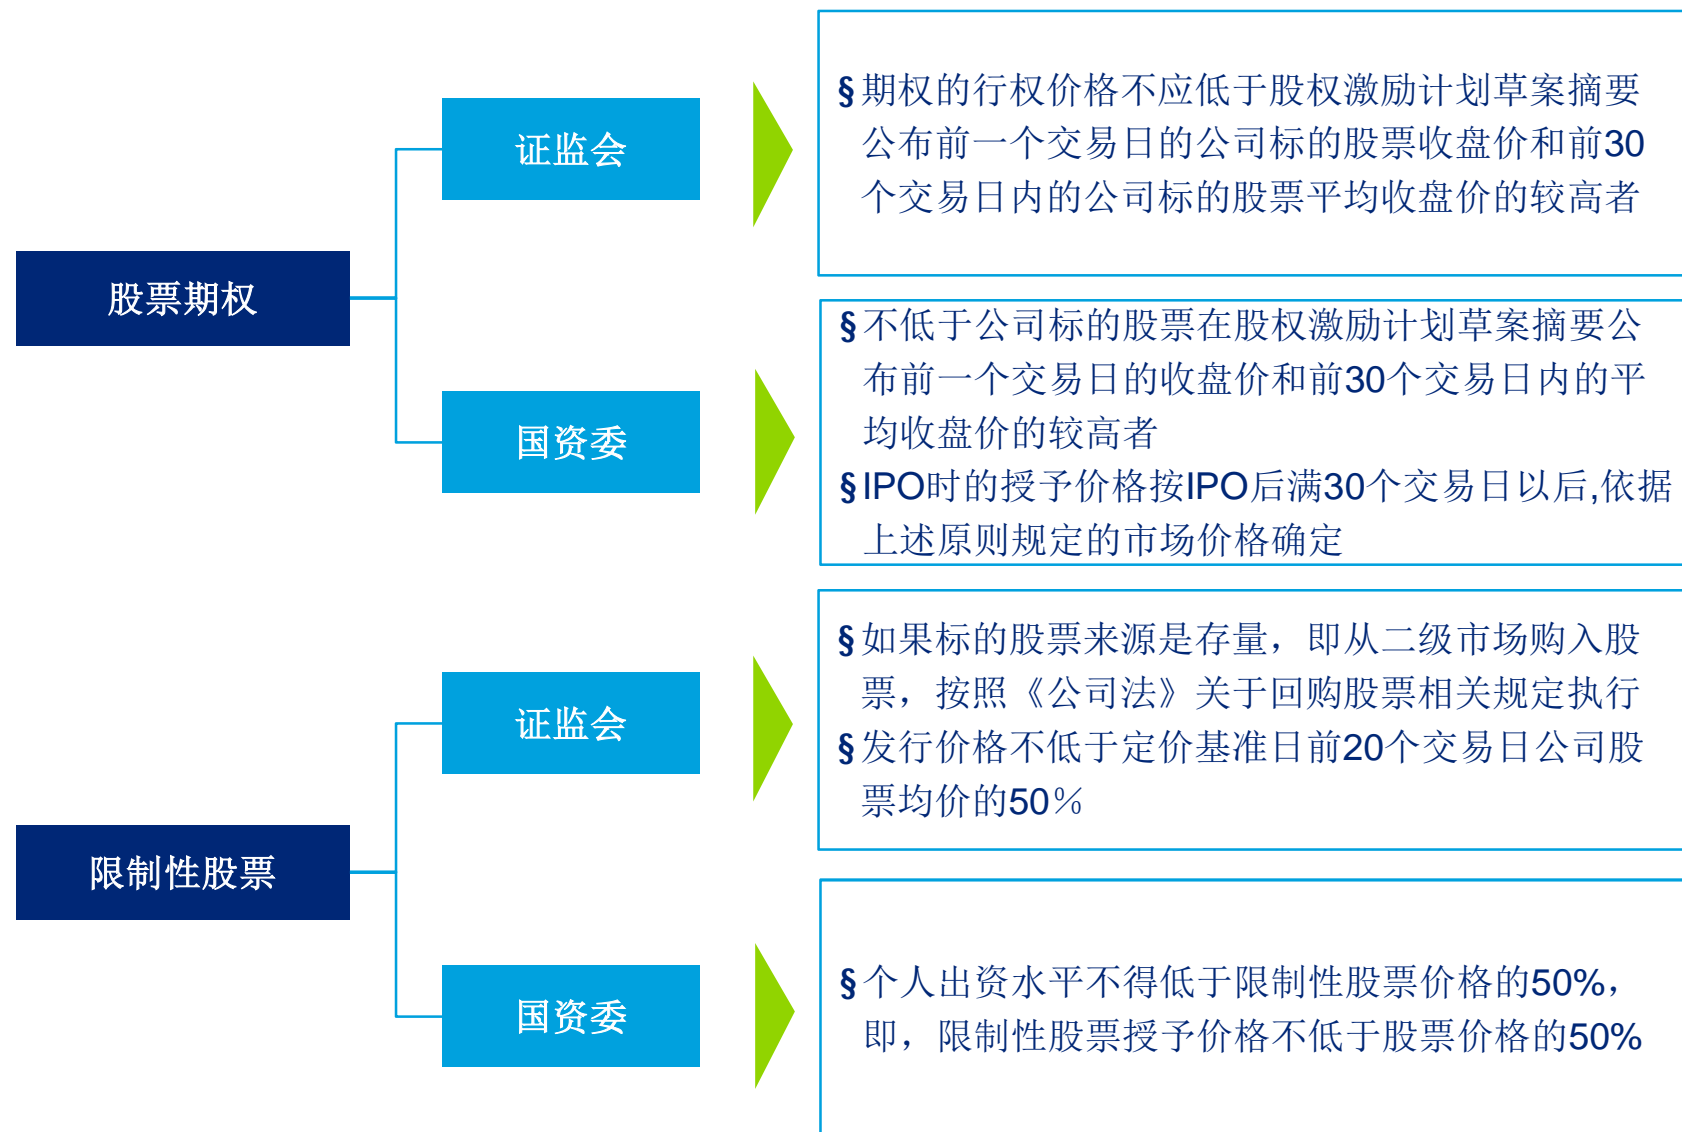 股票期权
证监会
§期权的行权价格不应低于股权激励计划草案摘要
公布前一个交易日的公司标的股票收盘价和前30
个交易日内的公司标的股票平均收盘价的较高者
国资委
§不低于公司标的股票在股权激励计划草案摘要公
布前一个交易日的收盘价和前30个交易日内的平
均收盘价的较高者
§IPO时的授予价格按IPO后满30个交易日以后,依据
上述原则规定的市场价格确定
限制性股票
证监会
§如果标的股票来源是存量，即从二级市场购入股
票，按照《公司法》关于回购股票相关规定执行
§发行价格不低于定价基准日前20个交易日公司股
票均价的50％
国资委
§个人出资水平不得低于限制性股票价格的50%，
即，限制性股票授予价格不低于股票价格的50%